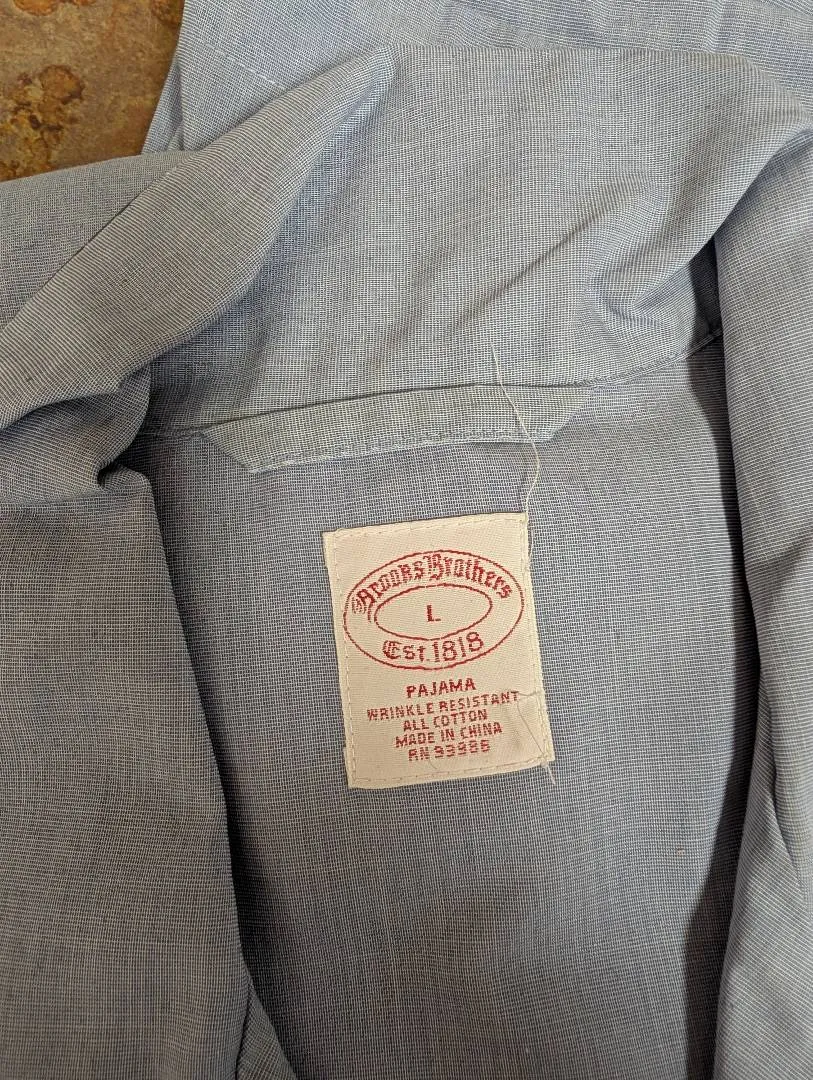 Brooks Brothers
L
Est. 1818
PAJAMA
WRINKLE RESISTANT
ALL COTTON
MADE IN CHINA
RN 93986